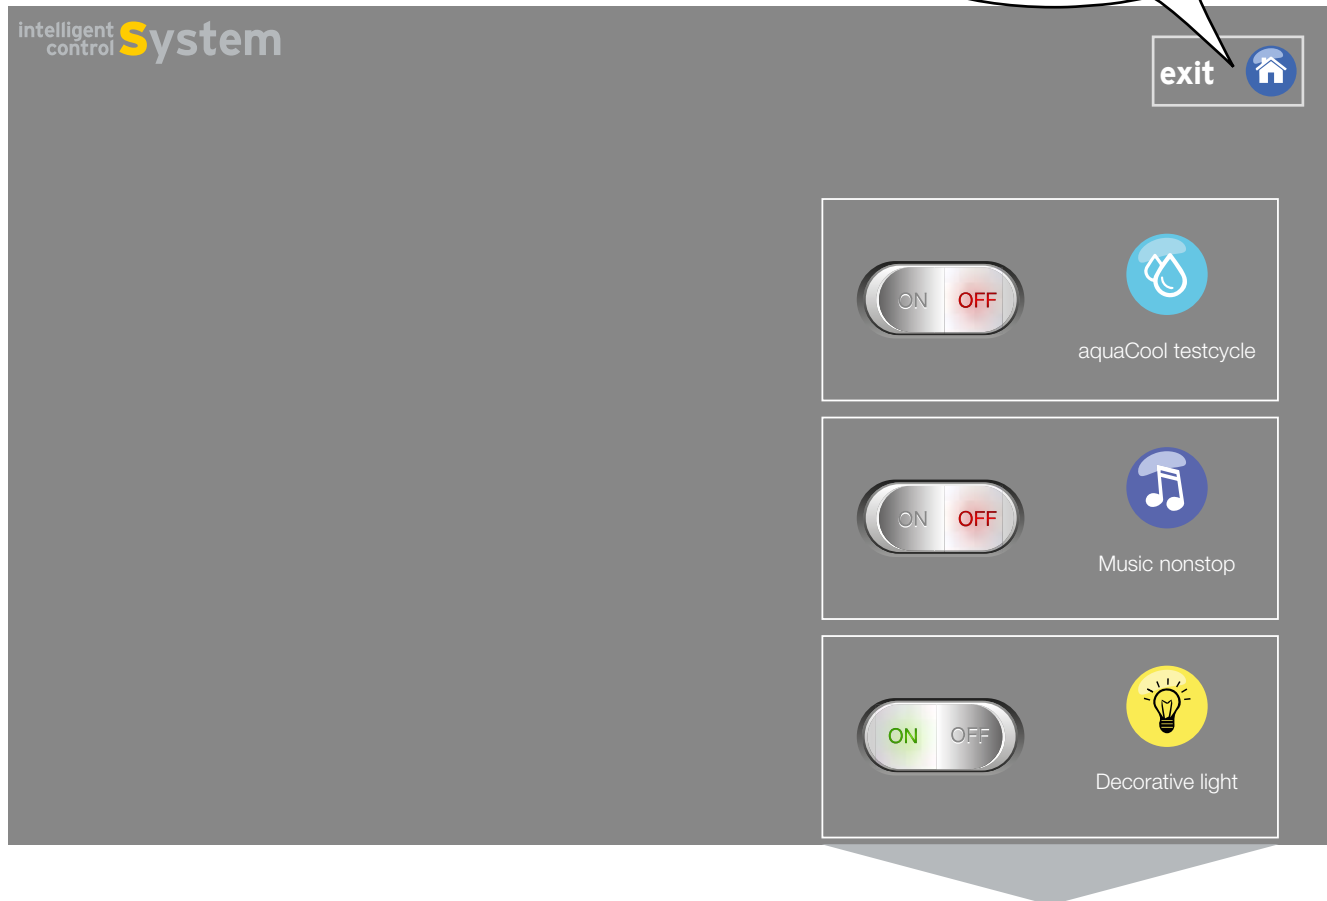 intelligent
control System
exit
ON OFF
aquaCool testcycle
ON OFF
Music nonstop
ON OFF
Decorative light